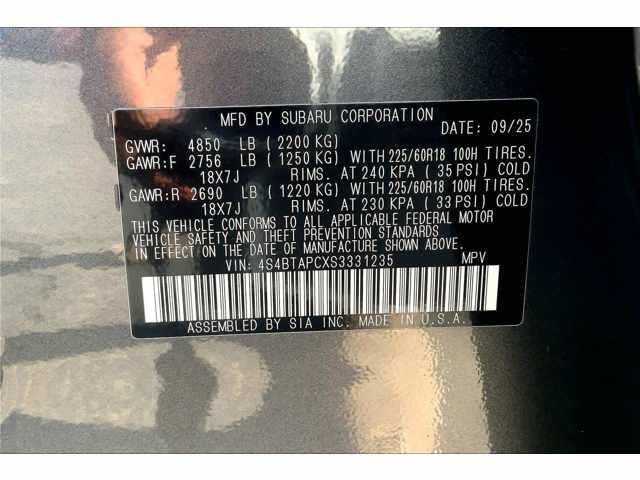 MFD BY SUBARU CORPORATION
DATE: 09/25
GVWR: 4850 LB (2200 KG)
GAWR:F 2756 LB (1250 KG) WITH 225/60R18 100H TIRES.
18X7J RIMS. AT 240 KPA (35 PSI) COLD
GAWR:R 2690 LB (1220 KG) WITH 225/60R18 100H TIRES.
18X7J RIMS. AT 230 KPA (33 PSI) COLD
THIS VEHICLE CONFORMS TO ALL APPLICABLE FEDERAL MOTOR
VEHICLE SAFETY AND THEFT PREVENTION STANDARDS
IN EFFECT ON THE DATE OF MANUFACTURE SHOWN ABOVE.
VIN: 4S4BTAPCXS3331235 MPV
ASSEMBLED BY SIA INC. MADE IN U.S.A.